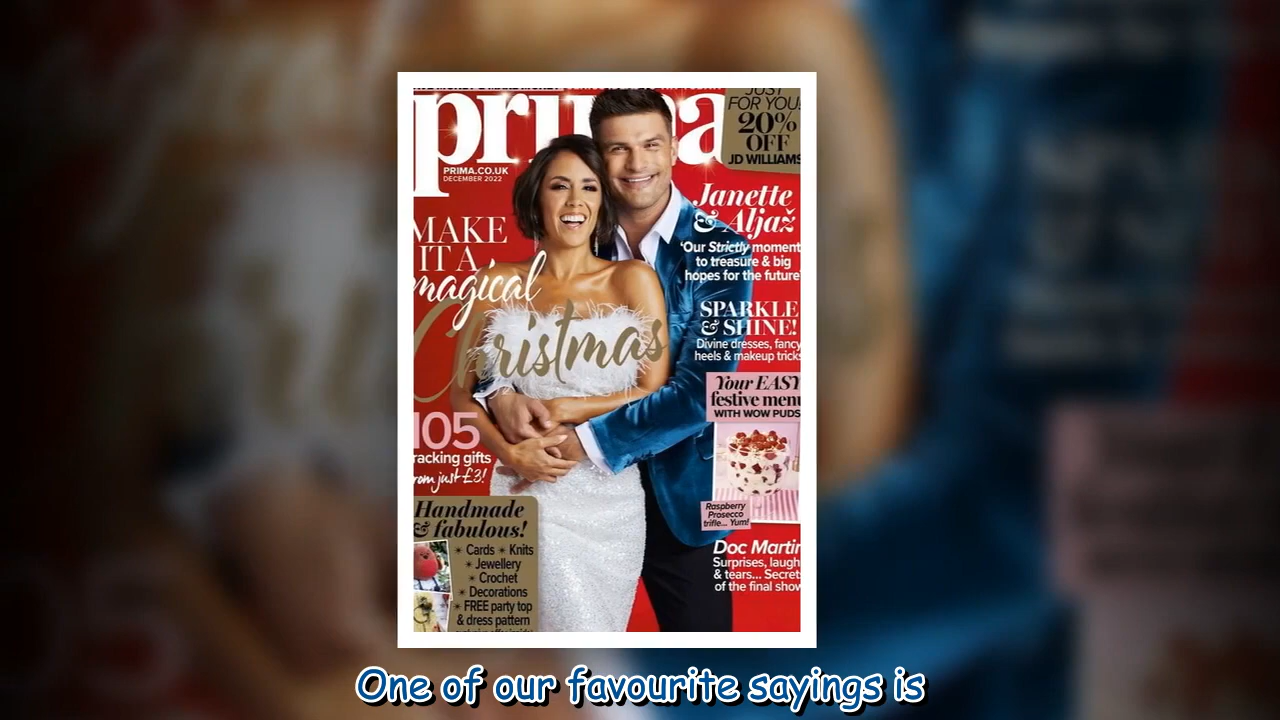 prima
PRIMA.CO.UK
DECEMBER 2022
JUST
FOR YOU!
20%
OFF
JD WILLIAMS
MAKE
IT A
magical
Christmas
Janette
& Aljaž
'Our Strictly moment
to treasure & big
hopes for the future'
SPARKLE
& SHINE!
Divine dresses, fancy
heels & makeup tricks
Your EASY
festive menu
WITH WOW PUDS
105
racking gifts
rom just £3!
Raspberry
Prosecco
trifle... Yum!
Handmade
& fabulous!
* Cards * Knits
* Jewellery
* Crochet
* Decorations
* FREE party top
& dress pattern
Doc Martin
Surprises, laugh
& tears... Secret
of the final show
One of our favourite sayings is